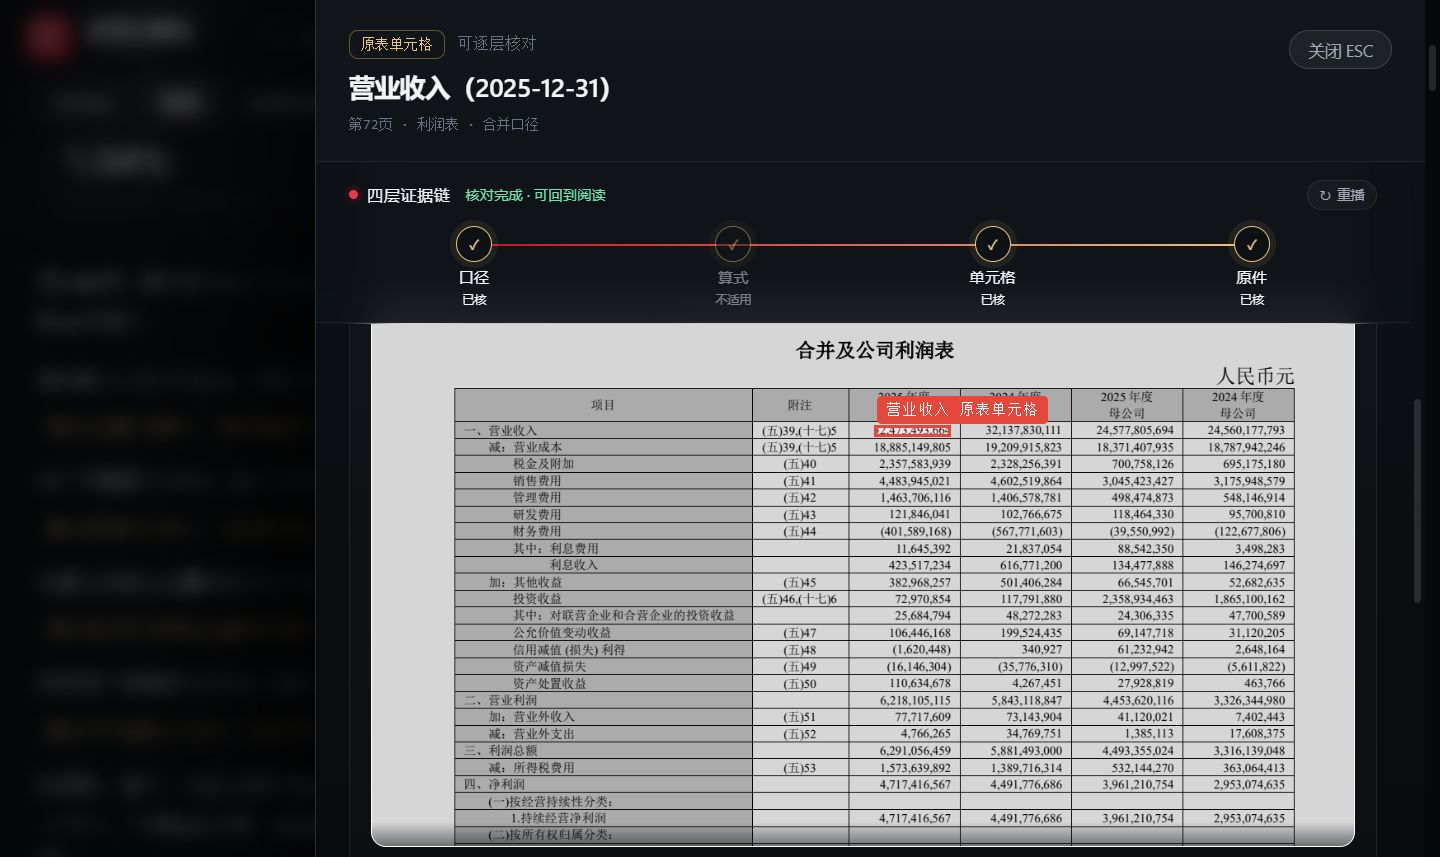 原表单元格 可逐层核对
关闭 ESC
营业收入（2025-12-31）
第72页 · 利润表 · 合并口径
四层证据链 核对完成 · 可回到阅读
↻ 重播
✓ ✓ ✓ ✓
口径 算式 单元格 原件
已核 不适用 已核 已核
合并及公司利润表
人民币元
项目 附注 2025 年度 2024 年度
母公司 母公司
营业收入 原表单元格
一、营业收入 (五)39,(十七)5 32,137,830,111 24,577,805,694 24,560,177,793
减：营业成本 (五)39,(十七)5 18,885,149,805 19,209,915,823 18,371,407,935 18,787,942,246
税金及附加 (五)40 2,357,583,939 2,328,256,391 700,758,126 695,175,180
销售费用 (五)41 4,483,945,021 4,602,519,864 3,045,423,427 3,175,948,579
管理费用 (五)42 1,463,706,116 1,406,578,781 498,474,873 548,146,914
研发费用 (五)43 121,846,041 102,766,675 118,464,330 95,700,810
财务费用 (五)44 (401,589,168) (567,771,603) (39,550,992) (122,677,806)
其中：利息费用 11,645,392 21,837,054 88,542,350 3,498,283
利息收入 423,517,234 616,771,200 134,477,888 146,274,697
加：其他收益 (五)45 382,968,257 501,406,284 66,545,701 52,682,635
投资收益 (五)46,(十七)6 72,970,854 117,791,880 2,358,934,463 1,865,100,162
其中：对联营企业和合营企业的投资收益 25,684,794 48,272,283 24,306,335 47,700,589
公允价值变动收益 (五)47 106,446,168 199,524,435 69,147,718 31,120,205
信用减值 (损失) 利得 (五)48 (1,620,448) 340,927 61,232,942 2,648,164
资产减值损失 (五)49 (16,146,304) (35,776,310) (12,997,522) (5,611,822)
资产处置收益 (五)50 110,634,678 4,267,451 27,928,819 463,766
二、营业利润 6,218,105,115 5,843,118,847 4,453,620,116 3,326,344,980
加：营业外收入 (五)51 77,717,609 73,143,904 41,120,021 7,402,443
减：营业外支出 (五)52 4,766,265 34,769,751 1,385,113 17,608,375
三、利润总额 6,291,056,459 5,881,493,000 4,493,355,024 3,316,139,048
减：所得税费用 (五)53 1,573,639,892 1,389,716,314 532,144,270 363,064,413
四、净利润 4,717,416,567 4,491,776,686 3,961,210,754 2,953,074,635
(一)按经营持续性分类：
1.持续经营净利润 4,717,416,567 4,491,776,686 3,961,210,754 2,953,074,635
(二)按所有权归属分类：